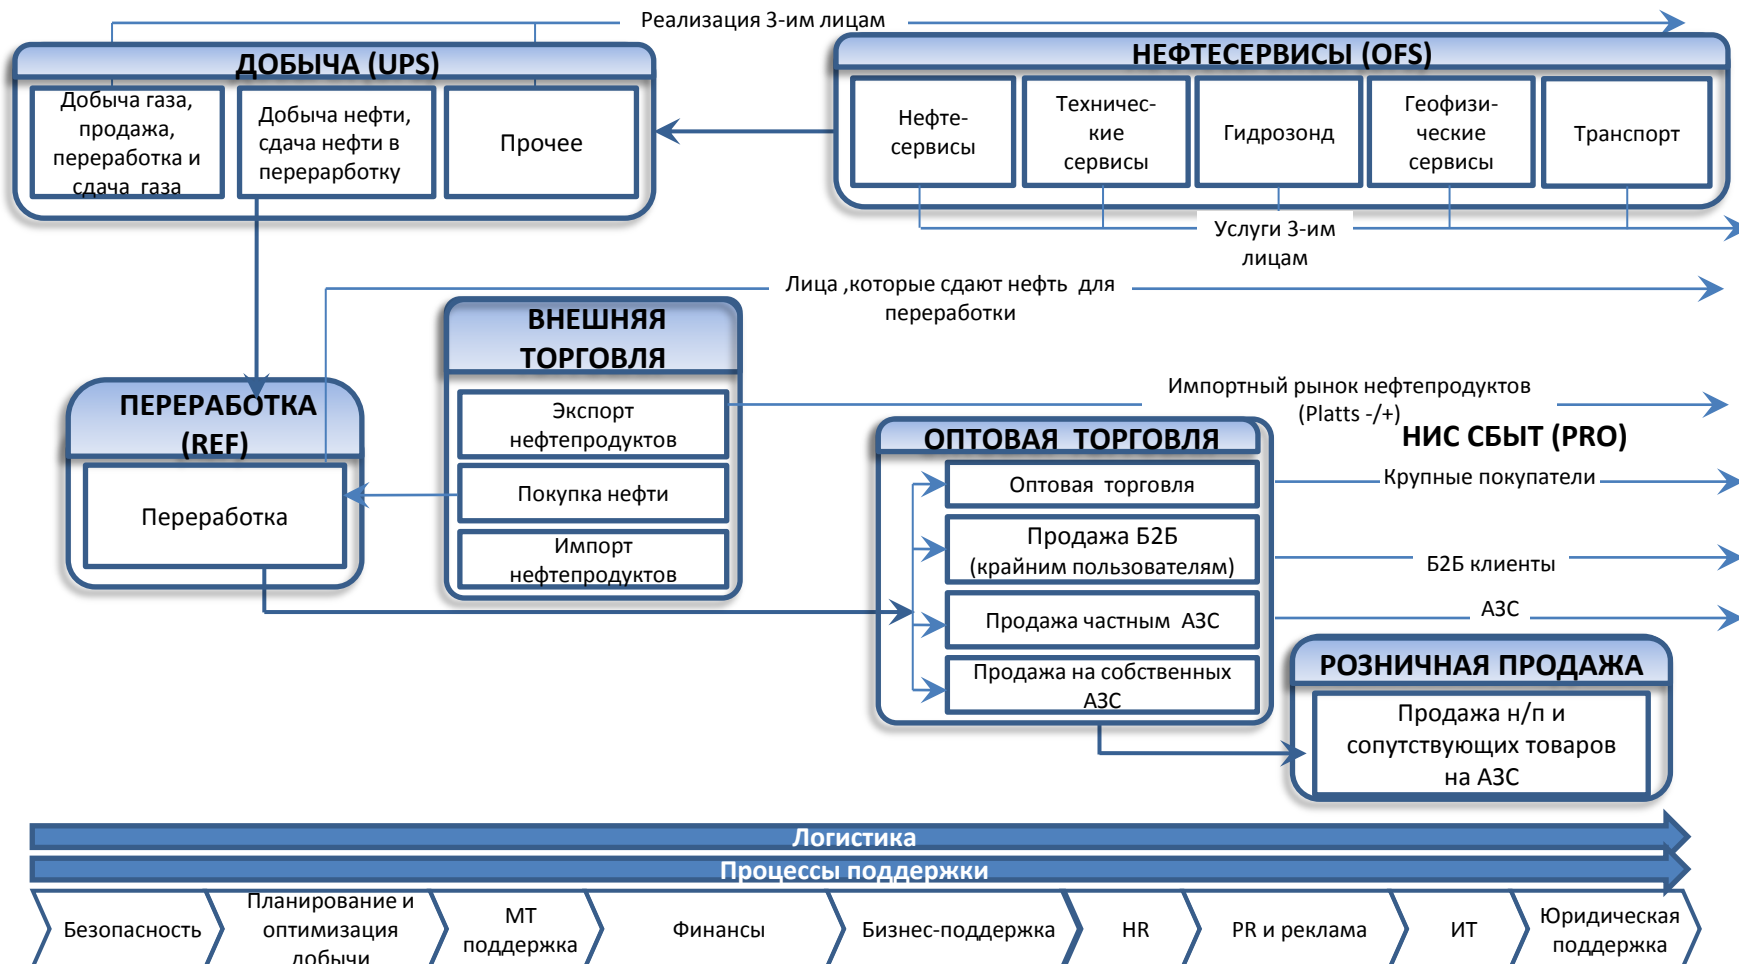 Реализация 3-им лицам
ДОБЫЧА (UPS)
Добыча газа,
продажа,
переработка и
сдача газа
Добыча нефти,
сдача нефти в
перерарботку
Прочее
НЕФТЕСЕРВИСЫ (OFS)
Нефте-
сервисы
Техничес-
кие
сервисы
Гидрозонд
Геофизи-
ческие
сервисы
Транспорт
Услуги 3-им
лицам
Лица ,которые сдают нефть для
переработки
ВНЕШНЯЯ
ТОРГОВЛЯ
Экспорт
нефтепродуктов
Покупка нефти
Импорт
нефтепродуктов
ПЕРЕРАБОТКА
(REF)
Переработка
Импортный рынок нефтепродуктов
(Platts -/+)
НИС СБЫТ (PRO)
ОПТОВАЯ ТОРГОВЛЯ
Оптовая торговля
Продажа Б2Б
(крайним пользователям)
Продажа частным АЗС
Продажа на собственных
АЗС
Крупные покупатели
Б2Б клиенты
АЗС
РОЗНИЧНАЯ ПРОДАЖА
Продажа н/п и
сопутствующих товаров
на АЗС
Логистика
Процессы поддержки
Безопасность
Планирование и
оптимизация
добычи
МТ
поддержка
Финансы
Бизнес-поддержка
HR
PR и реклама
ИТ
Юридическая
поддержка